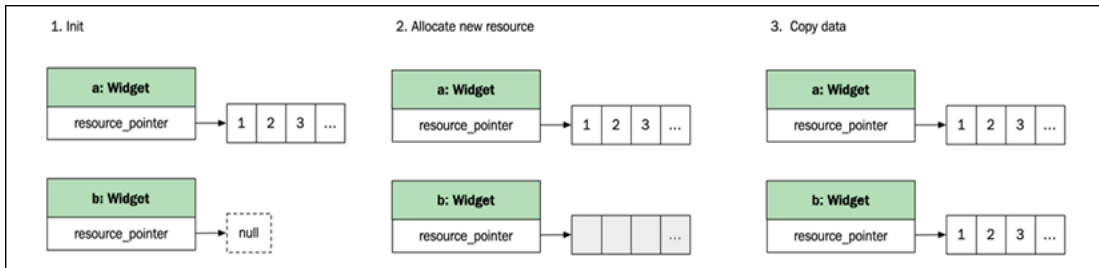 1. Init
a: Widget
resource_pointer
1 2 3 ...
b: Widget
resource_pointer
null
2. Allocate new resource
a: Widget
resource_pointer
1 2 3 ...
b: Widget
resource_pointer
...
3. Copy data
a: Widget
resource_pointer
1 2 3 ...
b: Widget
resource_pointer
1 2 3 ...